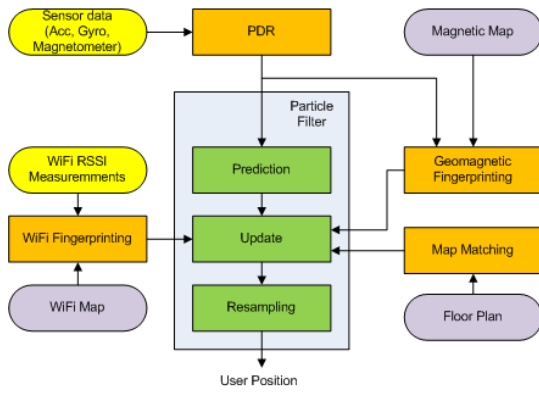 Sensor data
(Acc, Gyro,
Magnetometer)
PDR
Magnetic Map
Particle
Filter
WiFi RSSI
Measuremments
Prediction
Geomagnetic
Fingerprinting
WiFi Fingerprinting
Update
Map Matching
WiFi Map
Resampling
Floor Plan
User Position